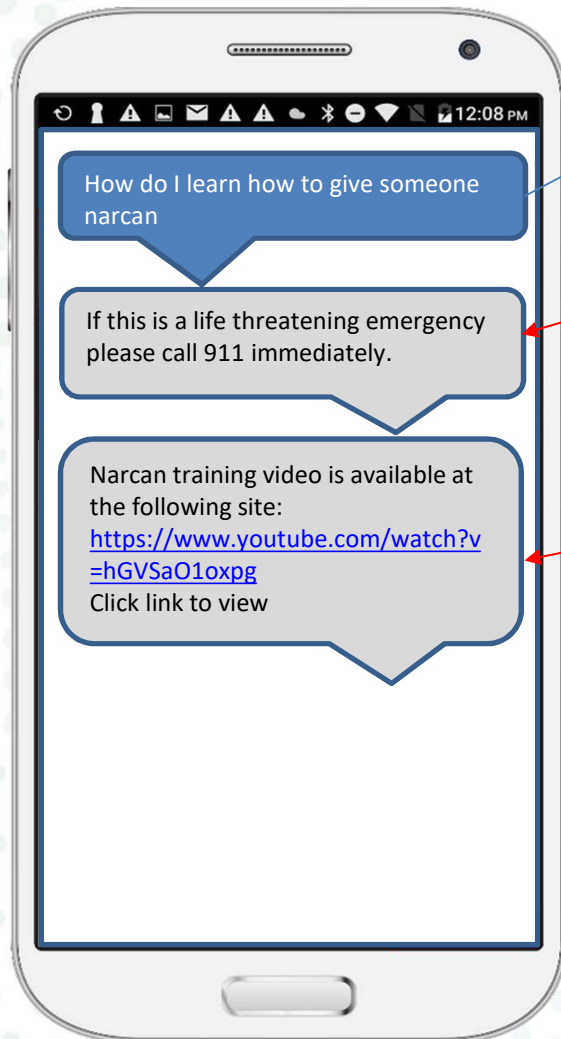 12:08 PM
How do I learn how to give someone
narcan
If this is a life threatening emergency
please call 911 immediately.
Narcan training video is available at
the following site:
https://www.youtube.com/watch?v
=hGVSaO1oxpg
Click link to view